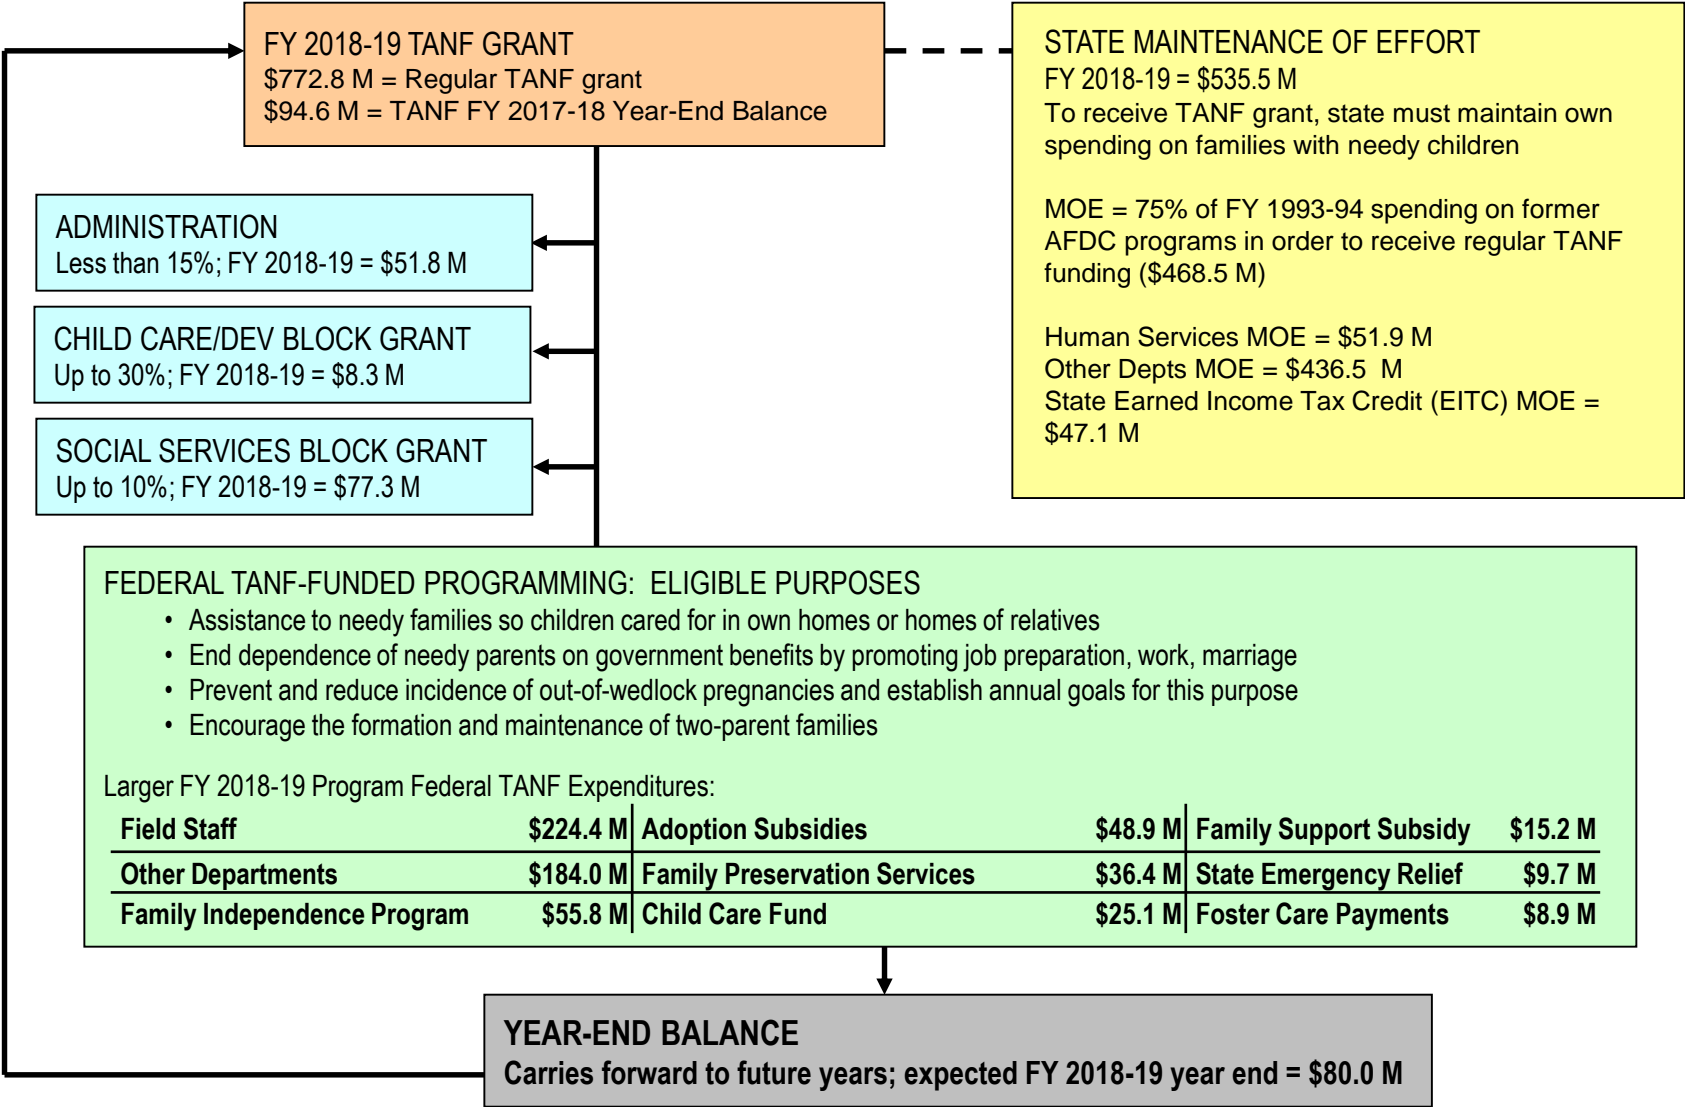 FY 2018-19 TANF GRANT
$772.8 M = Regular TANF grant
$94.6 M = TANF FY 2017-18 Year-End Balance
STATE MAINTENANCE OF EFFORT
FY 2018-19 = $535.5 M
To receive TANF grant, state must maintain own
spending on families with needy children
MOE = 75% of FY 1993-94 spending on former
AFDC programs in order to receive regular TANF
funding ($468.5 M)
Human Services MOE = $51.9 M
Other Depts MOE = $436.5 M
State Earned Income Tax Credit (EITC) MOE =
$47.1 M
ADMINISTRATION
Less than 15%; FY 2018-19 = $51.8 M
CHILD CARE/DEV BLOCK GRANT
Up to 30%; FY 2018-19 = $8.3 M
SOCIAL SERVICES BLOCK GRANT
Up to 10%; FY 2018-19 = $77.3 M
FEDERAL TANF-FUNDED PROGRAMMING: ELIGIBLE PURPOSES
• Assistance to needy families so children cared for in own homes or homes of relatives
• End dependence of needy parents on government benefits by promoting job preparation, work, marriage
• Prevent and reduce incidence of out-of-wedlock pregnancies and establish annual goals for this purpose
• Encourage the formation and maintenance of two-parent families
Larger FY 2018-19 Program Federal TANF Expenditures:
Field Staff $224.4 M Adoption Subsidies $48.9 M Family Support Subsidy $15.2 M
Other Departments $184.0 M Family Preservation Services $36.4 M State Emergency Relief $9.7 M
Family Independence Program $55.8 M Child Care Fund $25.1 M Foster Care Payments $8.9 M
YEAR-END BALANCE
Carries forward to future years; expected FY 2018-19 year end = $80.0 M